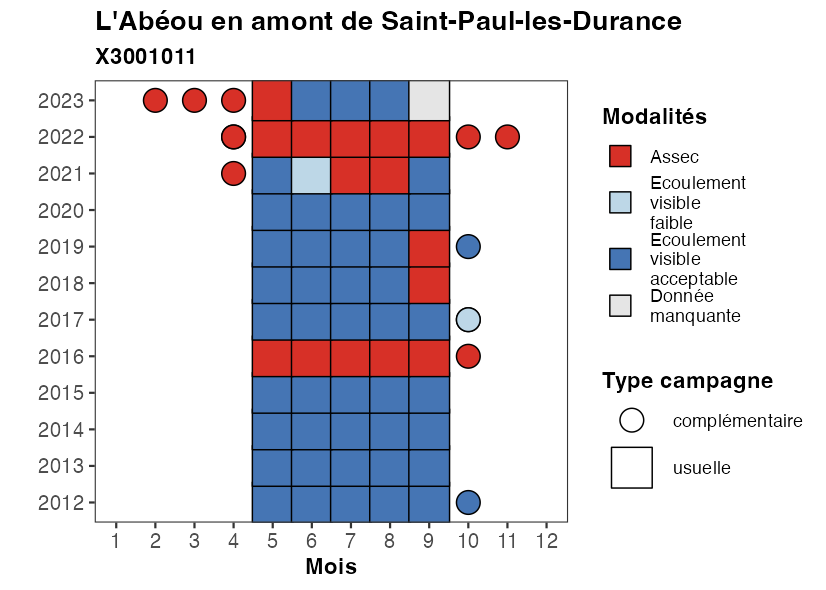 L'Abéou en amont de Saint-Paul-les-Durance
X3001011
2023
2022
2021
2020
2019
2018
2017
2016
2015
2014
2013
2012
1 2 3 4 5 6 7 8 9 10 11 12
Mois
Modalités
Assec
Ecoulement
visible
faible
Ecoulement
visible
acceptable
Donnée
manquante
Type campagne
complémentaire
usuelle